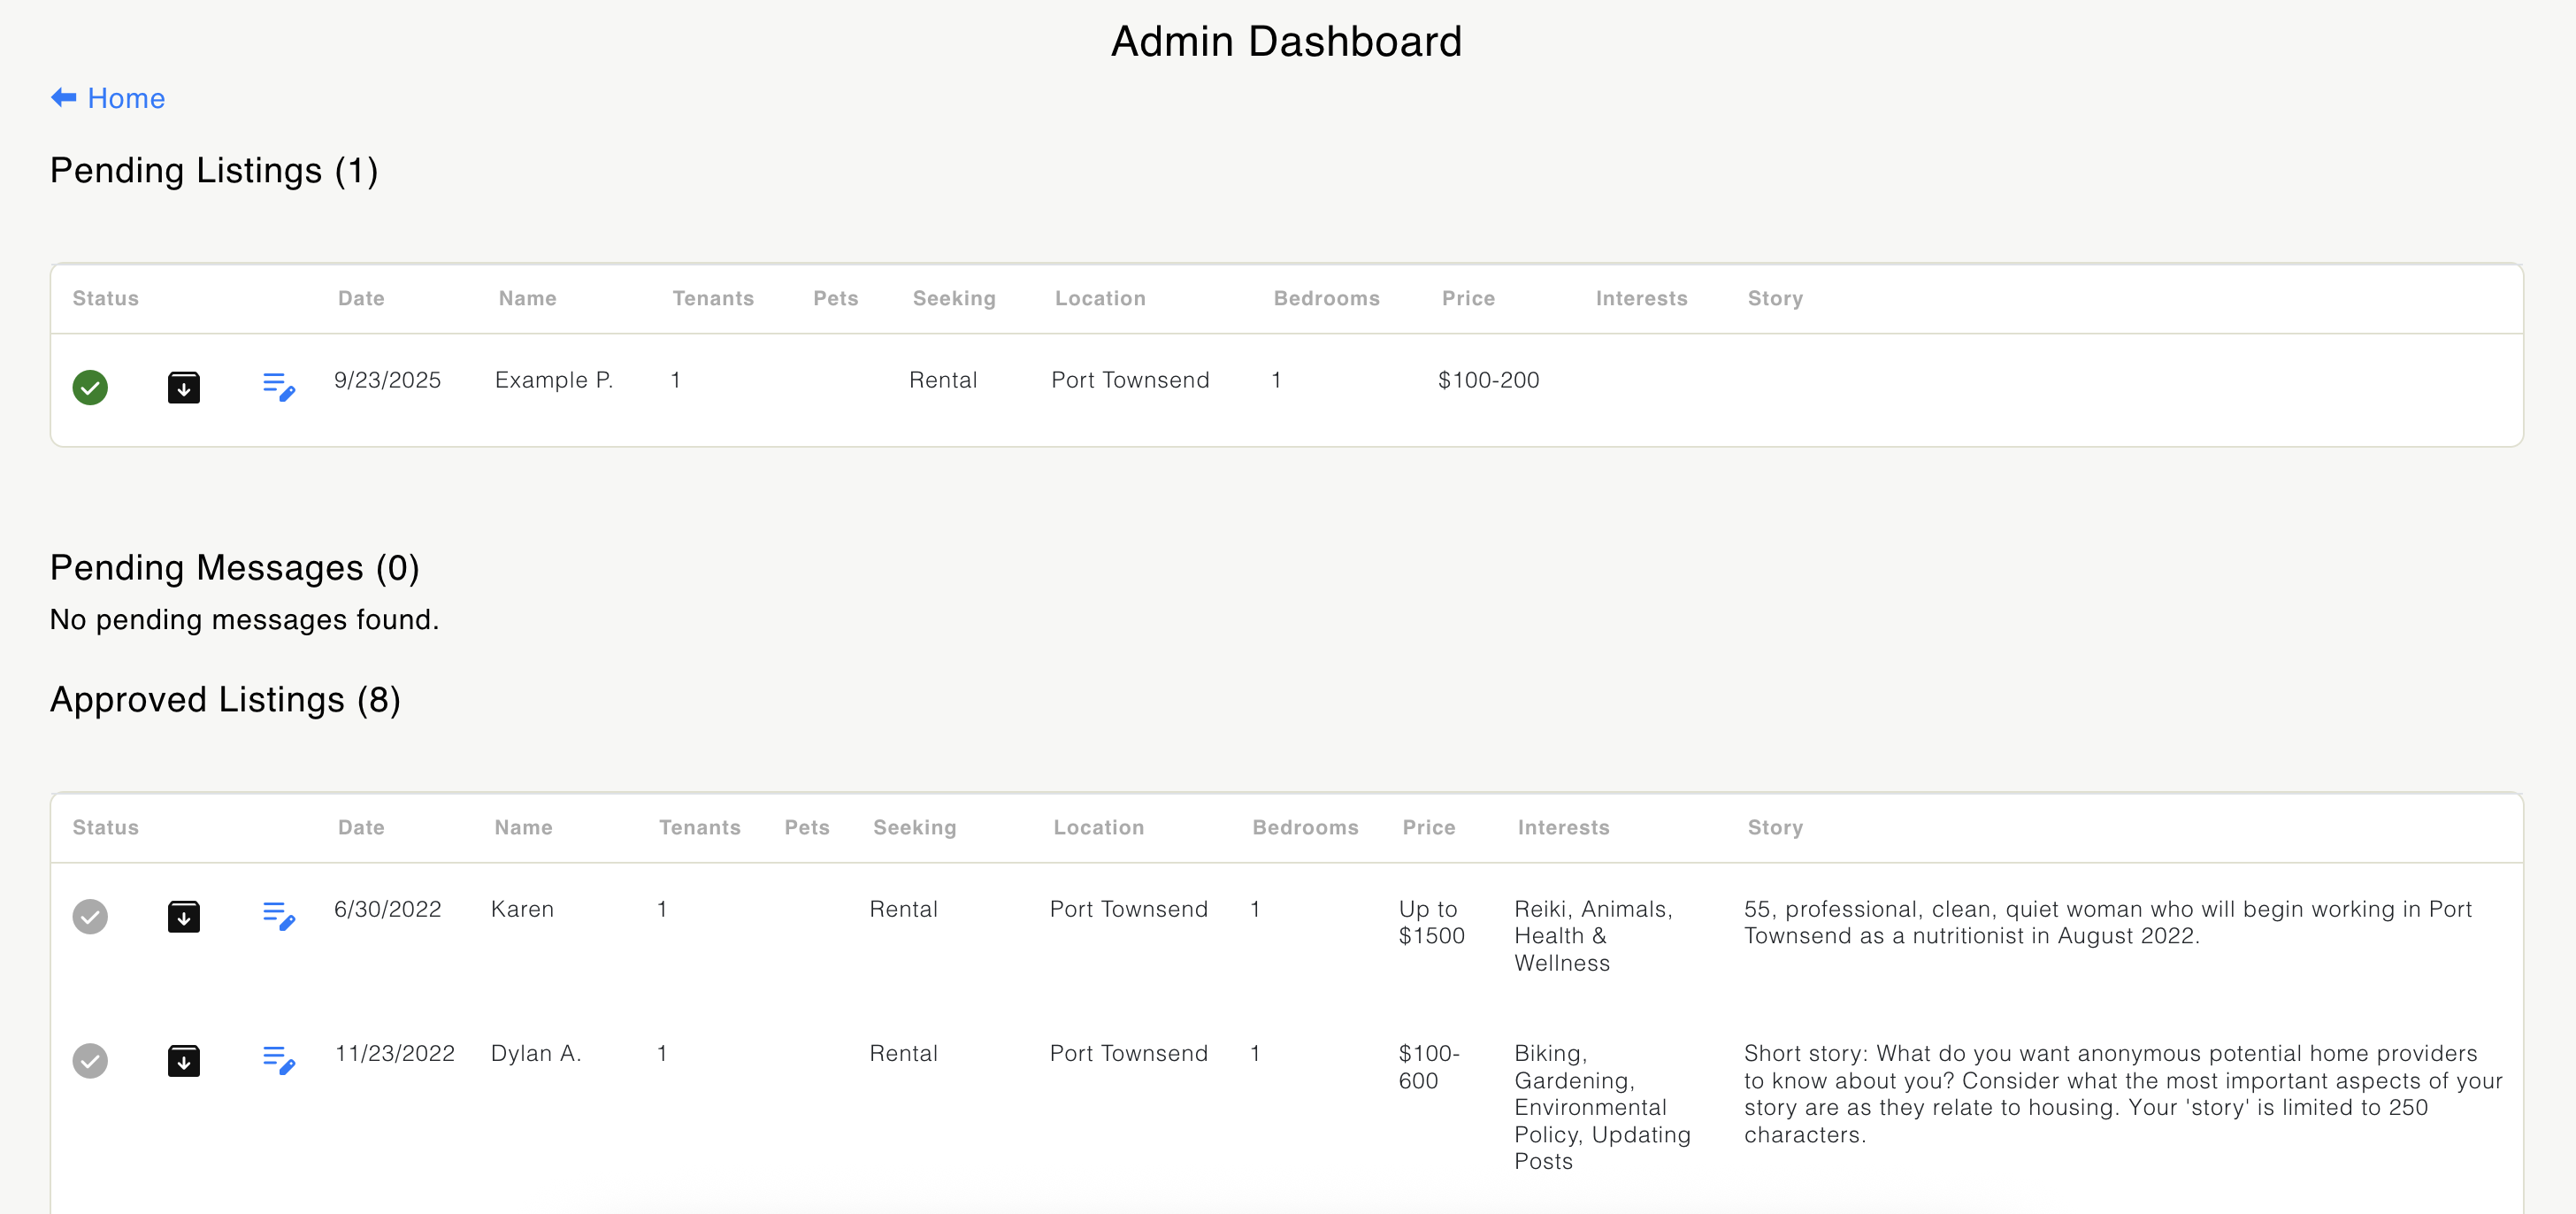 Admin Dashboard
Home
Pending Listings (1)
Status Date Name Tenants Pets Seeking Location Bedrooms Price Interests Story
9/23/2025 Example P. 1 Rental Port Townsend 1 $100-200
Pending Messages (0)
No pending messages found.
Approved Listings (8)
Status Date Name Tenants Pets Seeking Location Bedrooms Price Interests Story
6/30/2022 Karen 1 Rental Port Townsend 1 Up to Reiki, Animals, 55, professional, clean, quiet woman who will begin working in Port
$1500 Health & Townsend as a nutritionist in August 2022.
Wellness
11/23/2022 Dylan A. 1 Rental Port Townsend 1 $100- Biking, Short story: What do you want anonymous potential home providers
600 Gardening, to know about you? Consider what the most important aspects of your
Environmental story are as they relate to housing. Your 'story' is limited to 250
Policy, Updating characters.
Posts